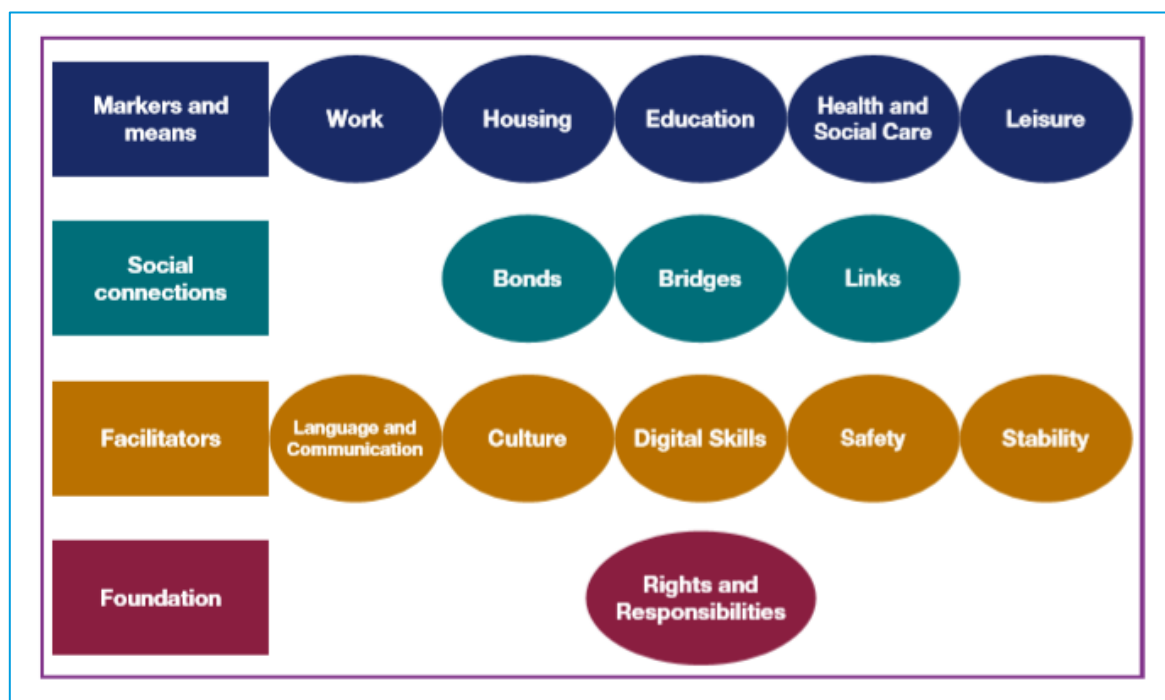 Markers and
means
Work
Housing
Education
Health and
Social Care
Leisure
Social
connections
Bonds
Bridges
Links
Facilitators
Language and
Communication
Culture
Digital Skills
Safety
Stability
Foundation
Rights and
Responsibilities